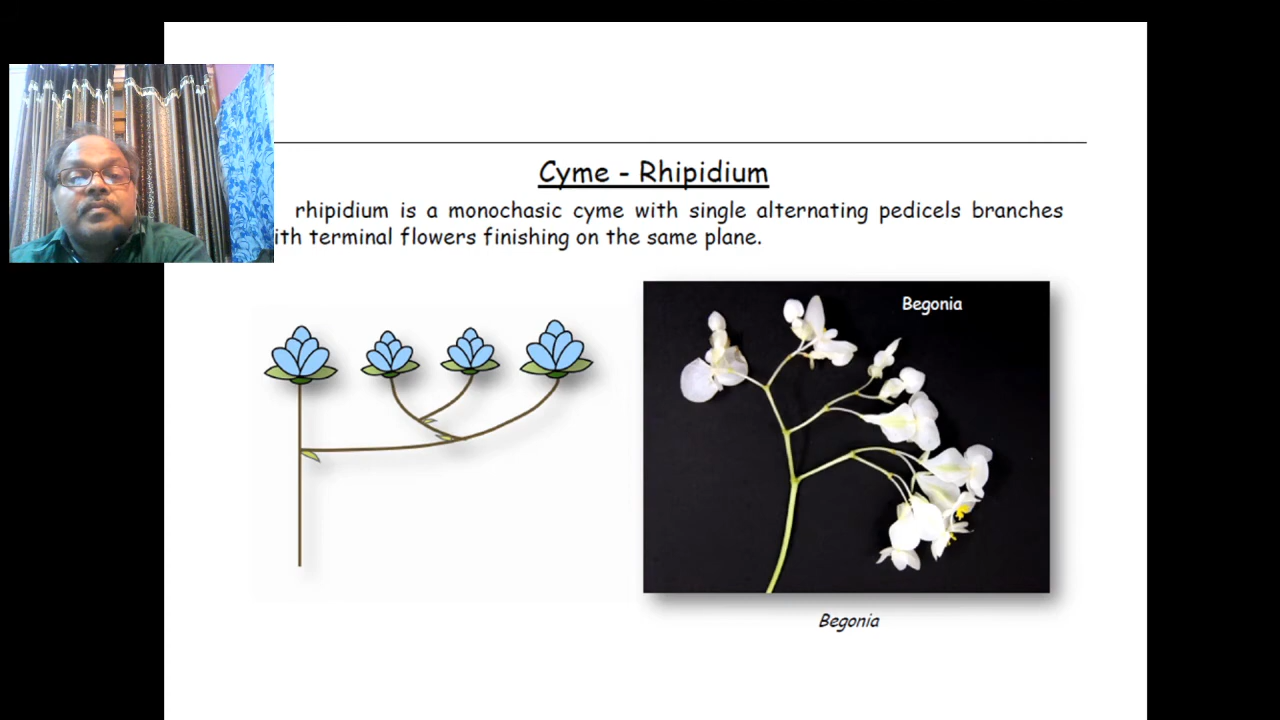 Cyme - Rhipidium
rhipidium is a monochasic cyme with single alternating pedicels branches
ith terminal flowers finishing on the same plane.
Begonia
Begonia